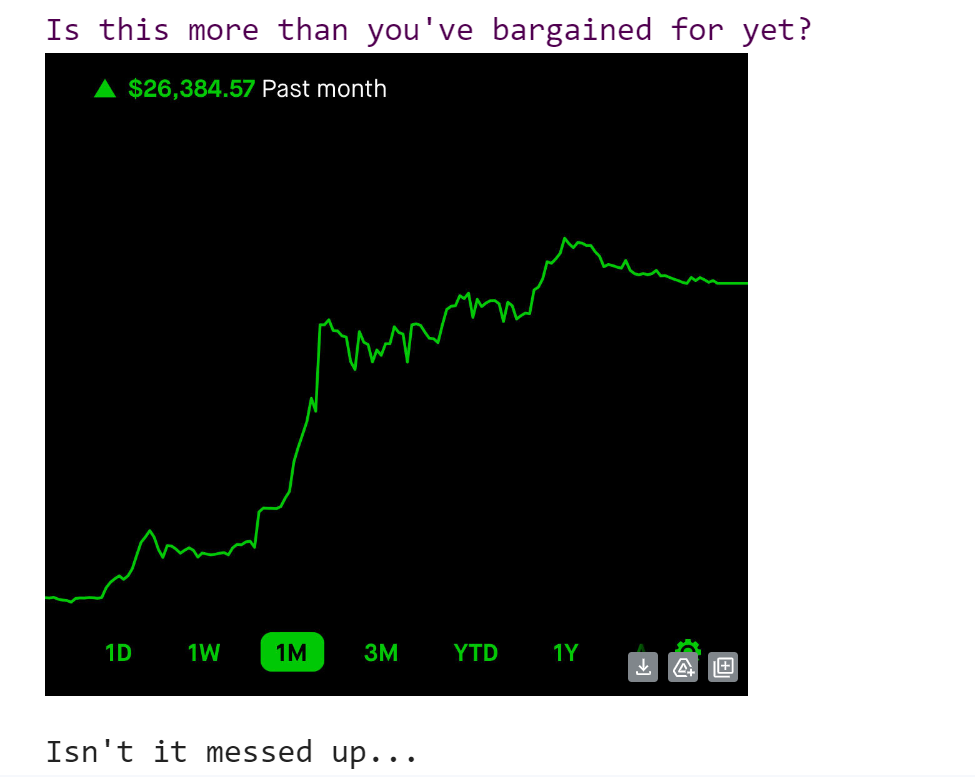 Is this more than you've bargained for yet?
▲ $26,384.57 Past month
1D 1W 1M 3M YTD 1Y
Isn't it messed up...